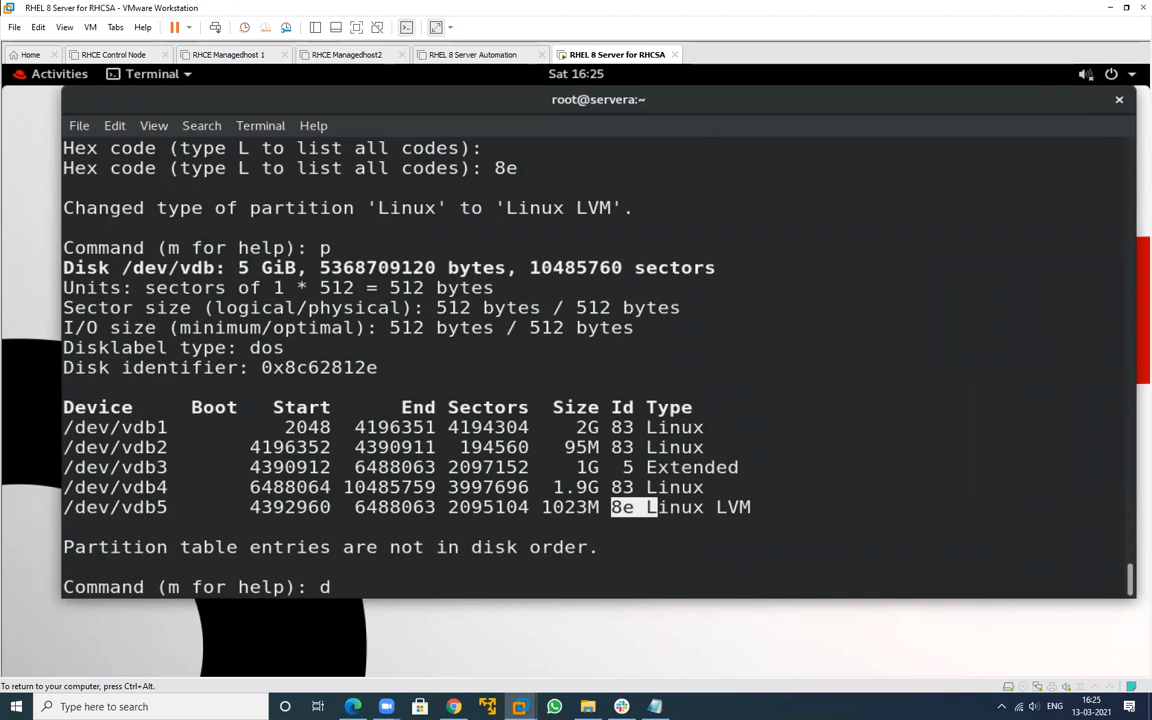 RHEL 8 Server for RHCSA - VMware Workstation
File Edit View VM Tabs Help
Home RHCE Control Node RHCE Managedhost 1 RHCE Managedhost2 RHEL 8 Server Automation RHEL 8 Server for RHCSA
Activities Terminal Sat 16:25
root@servera:~
File Edit View Search Terminal Help
Hex code (type L to list all codes):
Hex code (type L to list all codes): 8e
Changed type of partition 'Linux' to 'Linux LVM'.
Command (m for help): p
Disk /dev/vdb: 5 GiB, 5368709120 bytes, 10485760 sectors
Units: sectors of 1 * 512 = 512 bytes
Sector size (logical/physical): 512 bytes / 512 bytes
I/O size (minimum/optimal): 512 bytes / 512 bytes
Disklabel type: dos
Disk identifier: 0x8c62812e
Device Boot Start End Sectors Size Id Type
/dev/vdb1 2048 4196351 4194304 2G 83 Linux
/dev/vdb2 4196352 4390911 194560 95M 83 Linux
/dev/vdb3 4390912 6488063 2097152 1G 5 Extended
/dev/vdb4 6488064 10485759 3997696 1.9G 83 Linux
/dev/vdb5 4392960 6488063 2095104 1023M 8e Linux LVM
Partition table entries are not in disk order.
Command (m for help): d
To return to your computer, press Ctrl+Alt.
Type here to search
ENG
16:25
13-03-2021